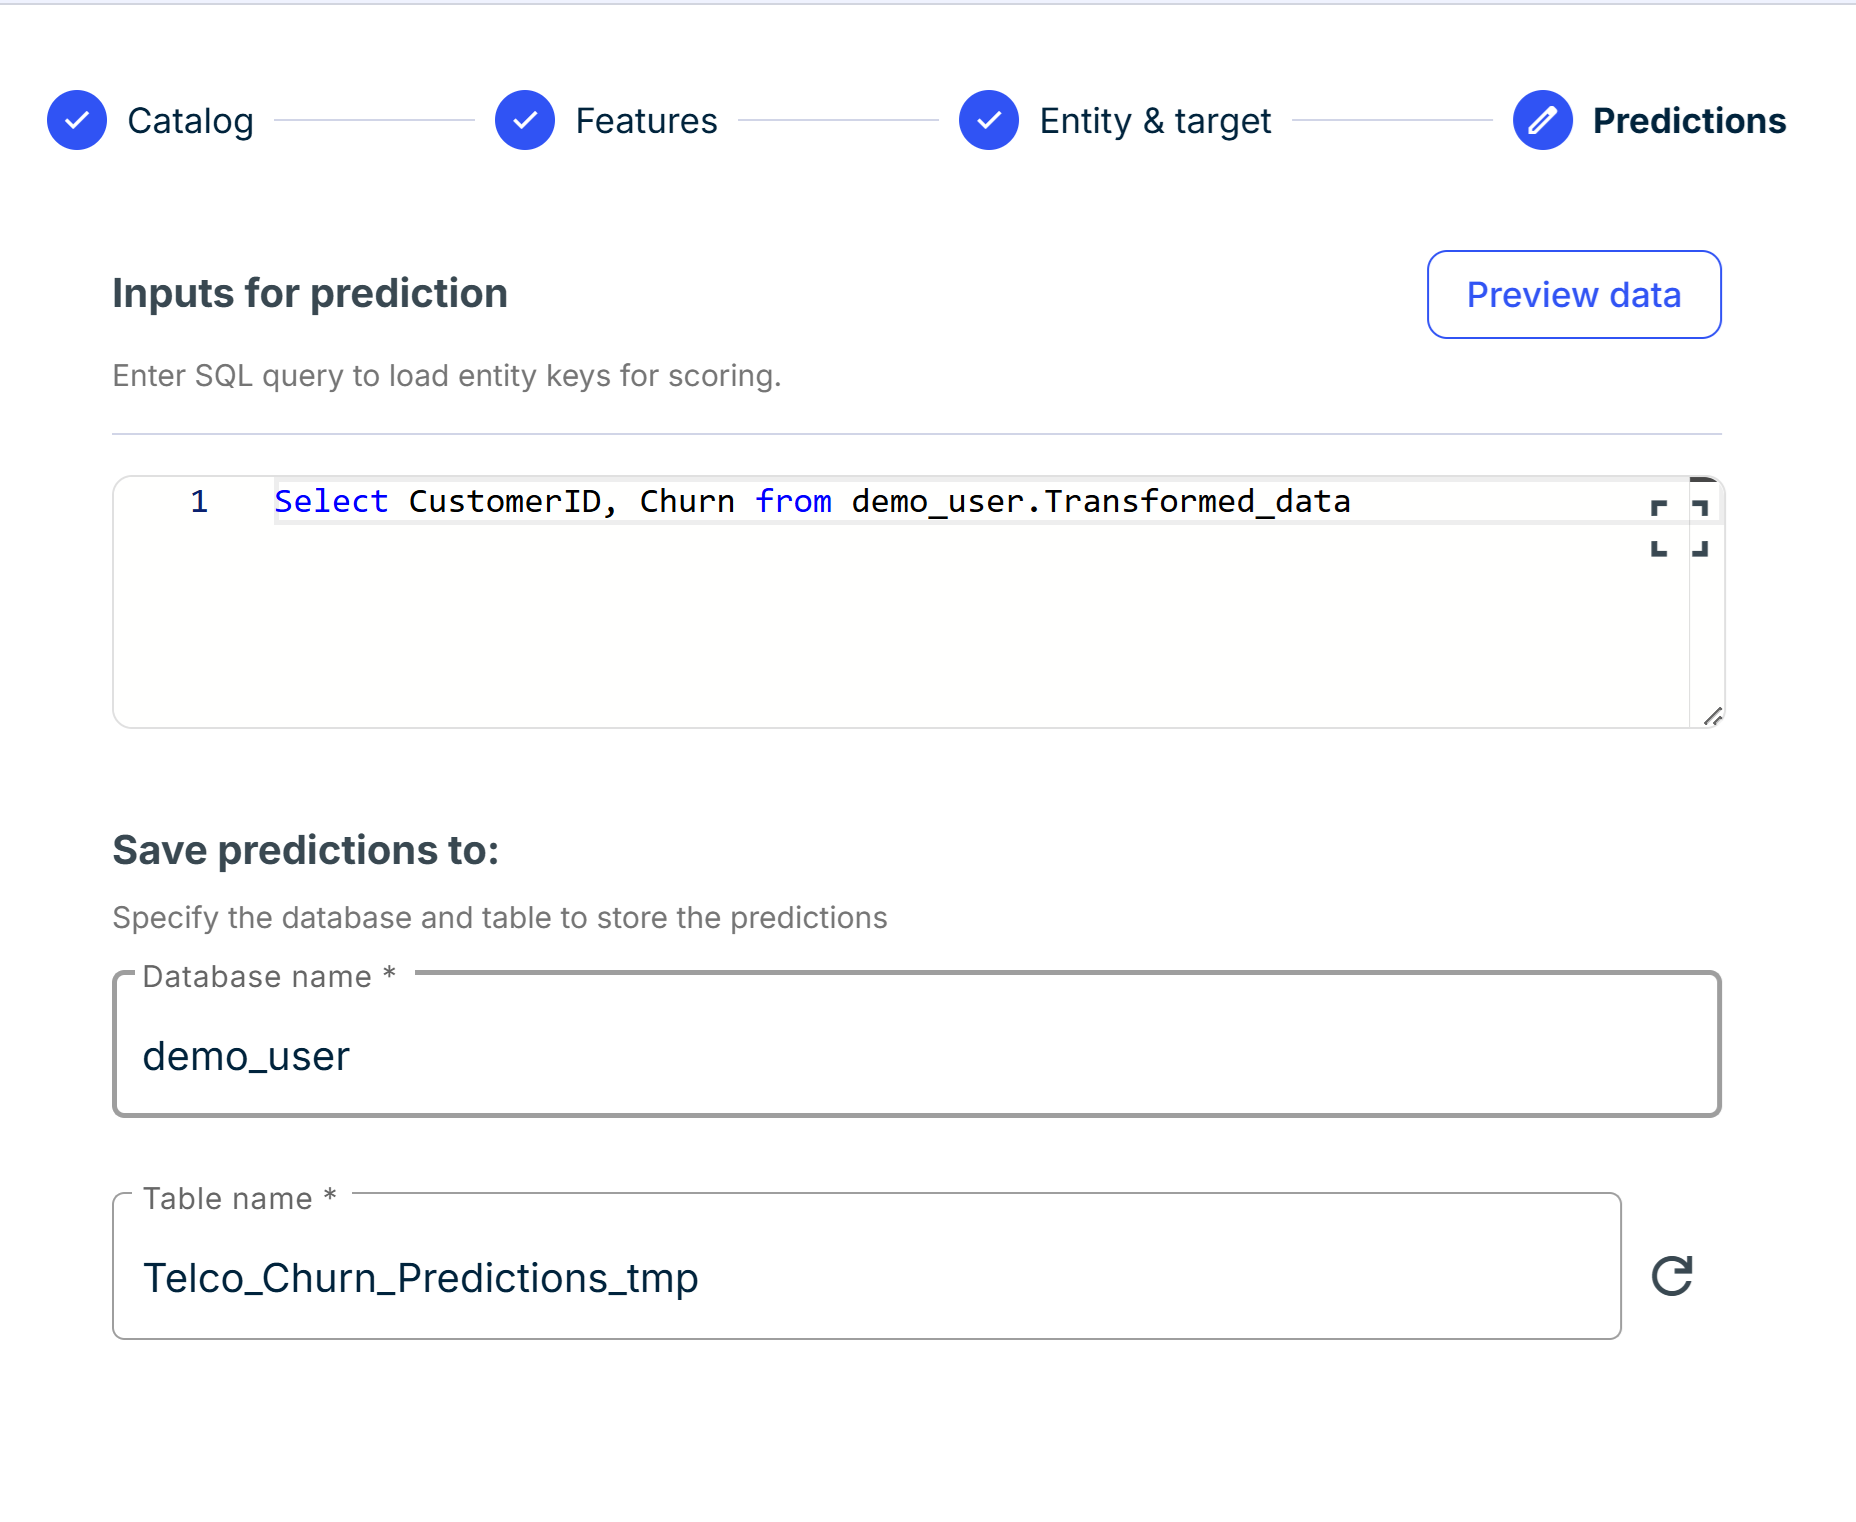 Catalog Features Entity & target Predictions
Inputs for prediction
Preview data
Enter SQL query to load entity keys for scoring.
1 Select CustomerID, Churn from demo_user.Transformed_data
Save predictions to:
Specify the database and table to store the predictions
Database name *
demo_user
Table name *
Telco_Churn_Predictions_tmp